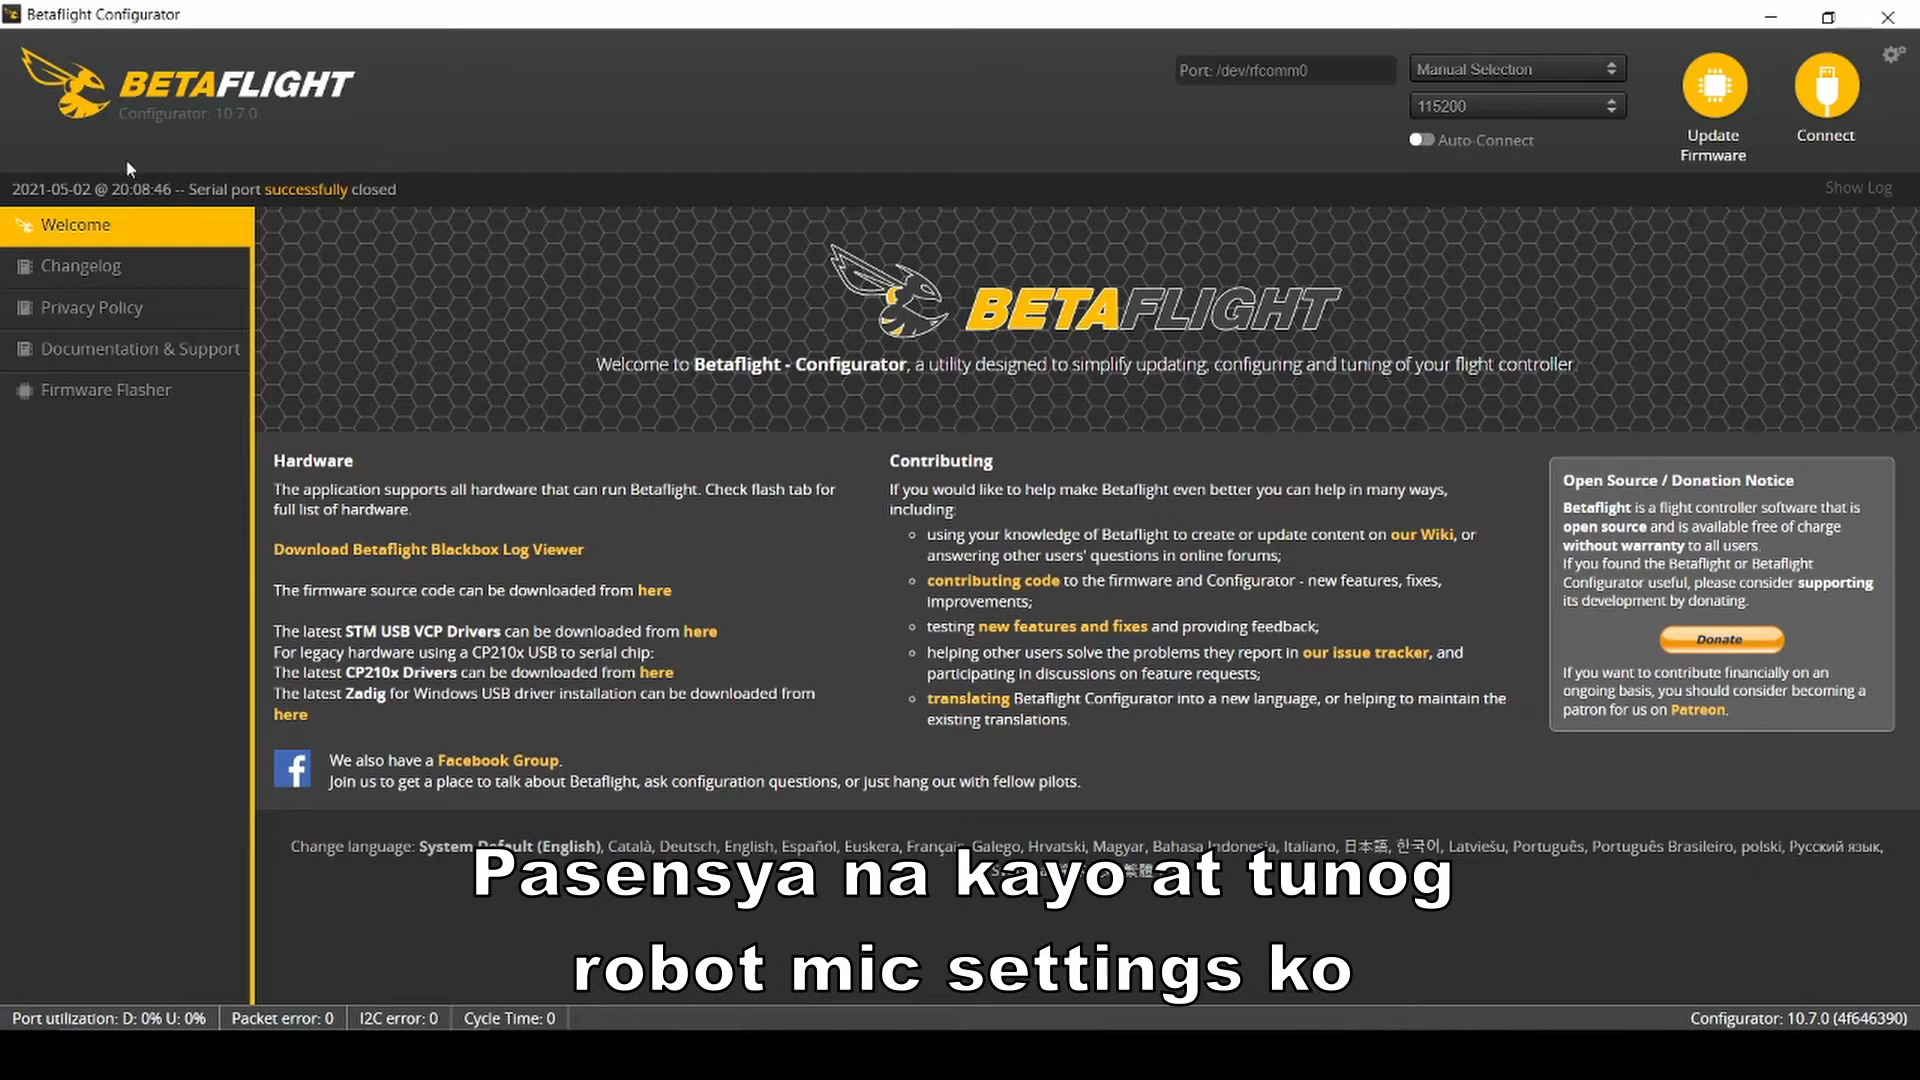 Betaflight Configurator
BETAFLIGHT
Configurator: 10.7.0
Port: /dev/rfcomm0
Manual Selection
115200
Auto-Connect
Update
Firmware
Connect
2021-05-02 @ 20:08:46 -- Serial port successfully closed
Show Log
Welcome
Changelog
Privacy Policy
Documentation & Support
Firmware Flasher
BETAFLIGHT
Welcome to Betaflight - Configurator, a utility designed to simplify updating, configuring and tuning of your flight controller.
Hardware
The application supports all hardware that can run Betaflight. Check flash tab for
full list of hardware.
Download Betaflight Blackbox Log Viewer
The firmware source code can be downloaded from here
The latest STM USB VCP Drivers can be downloaded from here
For legacy hardware using a CP210x USB to serial chip:
The latest CP210x Drivers can be downloaded from here
The latest Zadig for Windows USB driver installation can be downloaded from
here
We also have a Facebook Group.
Join us to get a place to talk about Betaflight, ask configuration questions, or just hang out with fellow pilots.
Contributing
If you would like to help make Betaflight even better you can help in many ways,
including:
using your knowledge of Betaflight to create or update content on our Wiki, or
answering other users' questions in online forums;
contributing code to the firmware and Configurator - new features, fixes,
improvements;
testing new features and fixes and providing feedback;
helping other users solve the problems they report in our issue tracker, and
participating in discussions on feature requests;
translating Betaflight Configurator into a new language, or helping to maintain the
existing translations.
Open Source / Donation Notice
Betaflight is a flight controller software that is
open source and is available free of charge
without warranty to all users.
If you found the Betaflight or Betaflight
Configurator useful, please consider supporting
its development by donating.
Donate
If you want to contribute financially on an
ongoing basis, you should consider becoming a
patron for us on Patreon.
Change language: System Default (English), Català, Deutsch, English, Español, Euskera, Français, Galego, Hrvatski, Magyar, Bahasa Indonesia, Italiano, 日本語, 한국어, Latviešu, Português, Português Brasileiro, polski, Русский язык,
Pasensya na kayo at tunog
robot mic settings ko
Port utilization: D: 0% U: 0%
Packet error: 0
I2C error: 0
Cycle Time: 0
Configurator: 10.7.0 (4f646390)